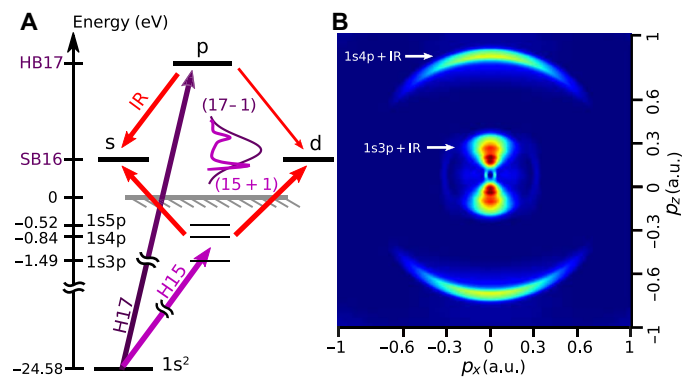 A
Energy (eV)
HB17
p
IR
(17–1)
s
d
SB16
(15+1)
0
−0.52
1s5p
−0.84
1s4p
−1.49
1s3p
H17
H15
−24.58
1s²
B
1s4p+IR
1s3p+IR
1
0.6
0.3
0
−0.3
−0.6
−1
p_z (a.u.)
−1
−0.6
−0.3
0
0.3
0.6
1
p_x (a.u.)